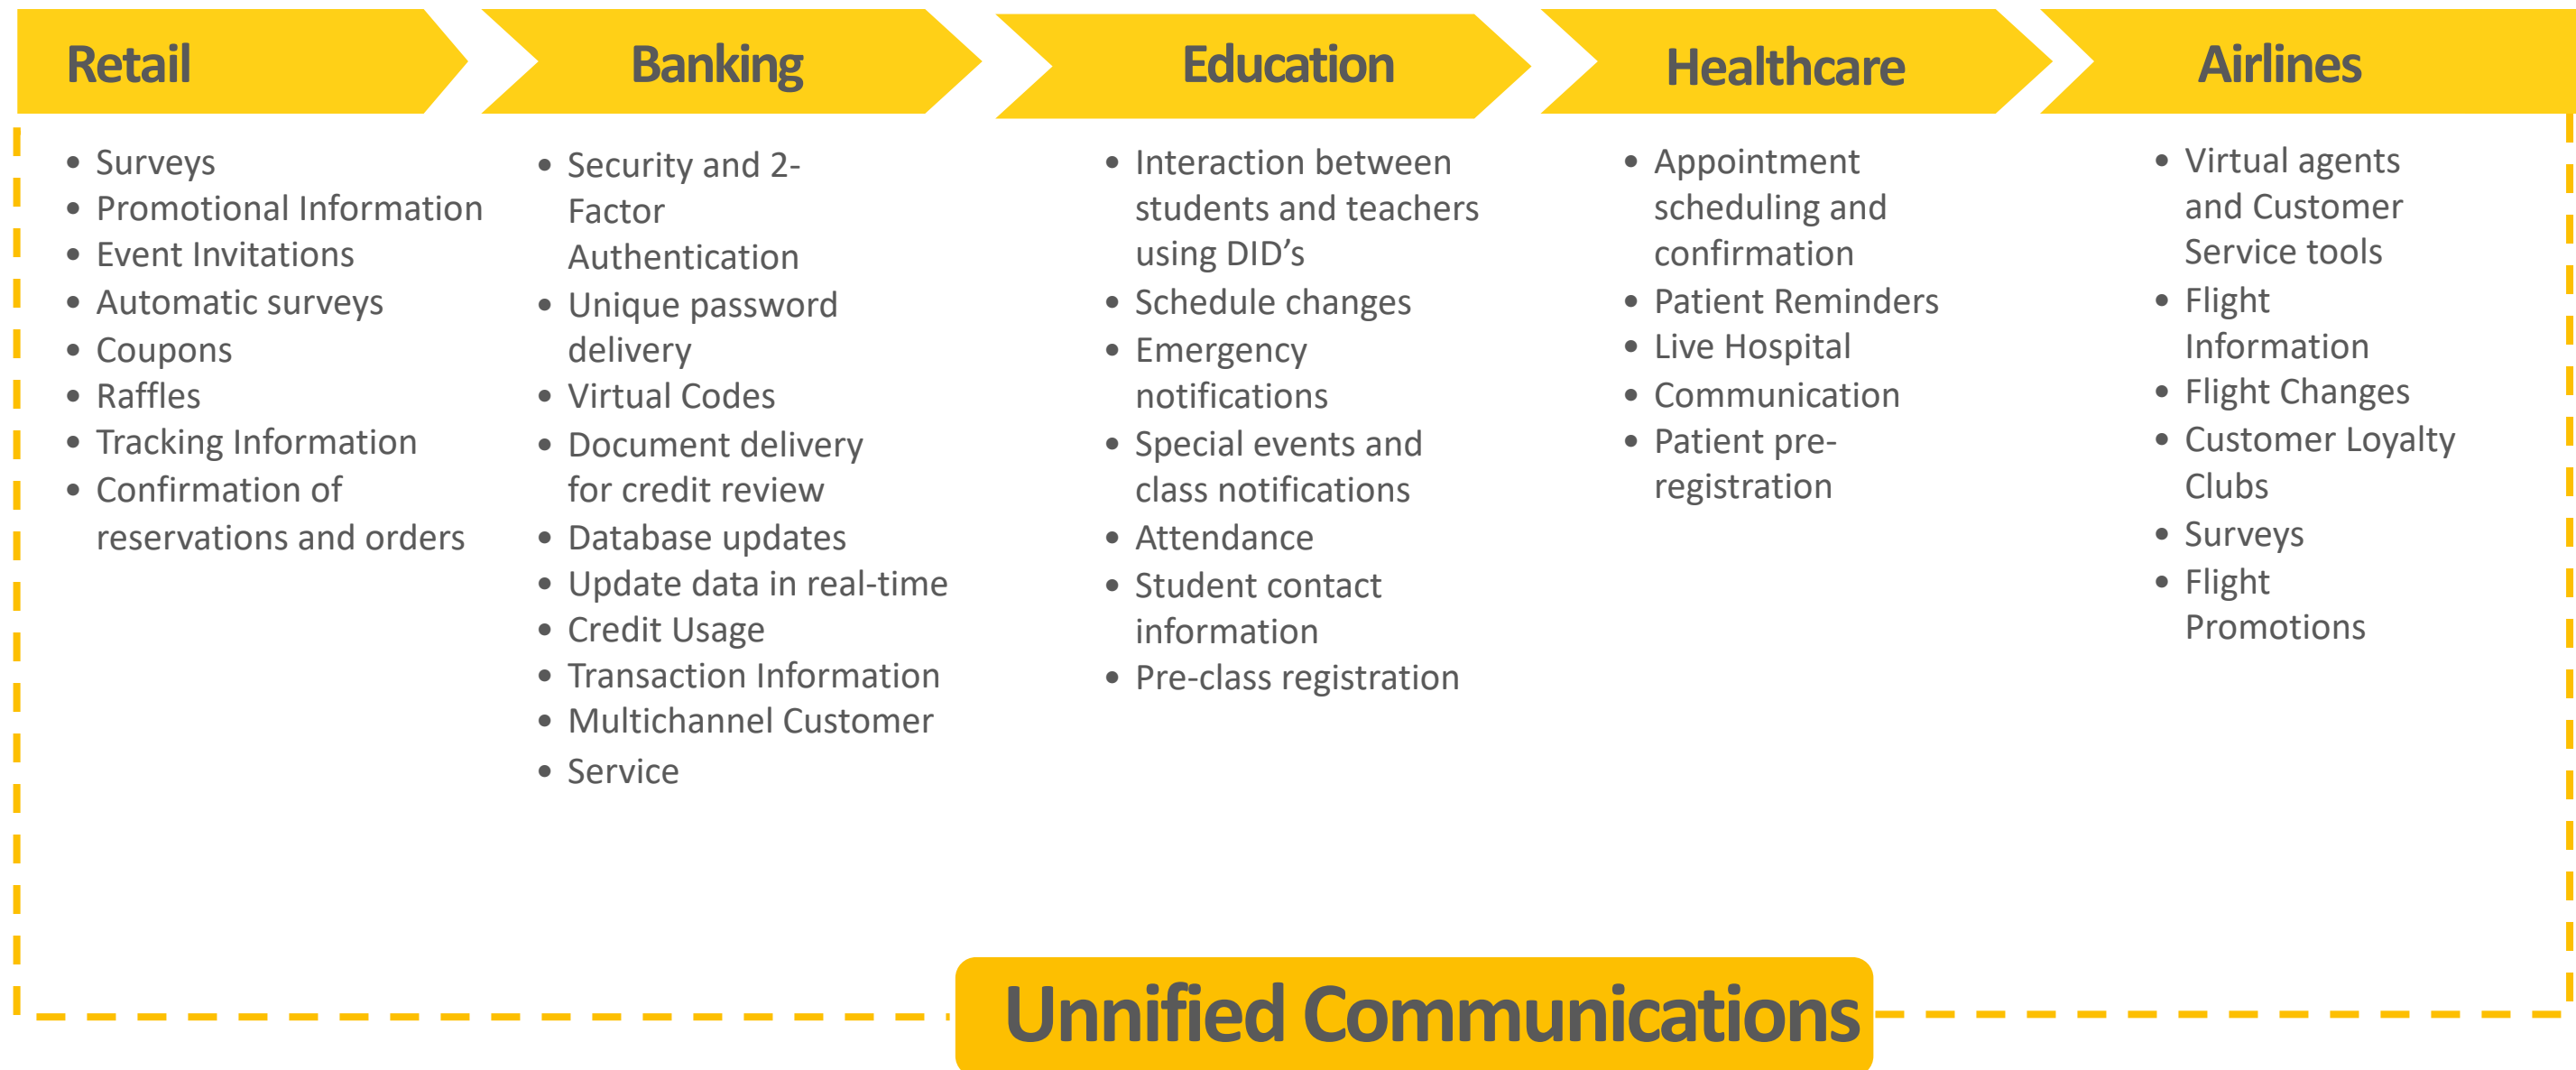 Retail
• Surveys
• Promotional Information
• Event Invitations
• Automatic surveys
• Coupons
• Raffles
• Tracking Information
• Confirmation of
reservations and orders
Banking
• Security and 2-
Factor
Authentication
• Unique password
delivery
• Virtual Codes
• Document delivery
for credit review
• Database updates
• Update data in real-time
• Credit Usage
• Transaction Information
• Multichannel Customer
• Service
Education
• Interaction between
students and teachers
using DID’s
• Schedule changes
• Emergency
notifications
• Special events and
class notifications
• Attendance
• Student contact
information
• Pre-class registration
Healthcare
• Appointment
scheduling and
confirmation
• Patient Reminders
• Live Hospital
• Communication
• Patient pre-
registration
Airlines
• Virtual agents
and Customer
Service tools
• Flight
Information
• Flight Changes
• Customer Loyalty
Clubs
• Surveys
• Flight
Promotions
Unnified Communications